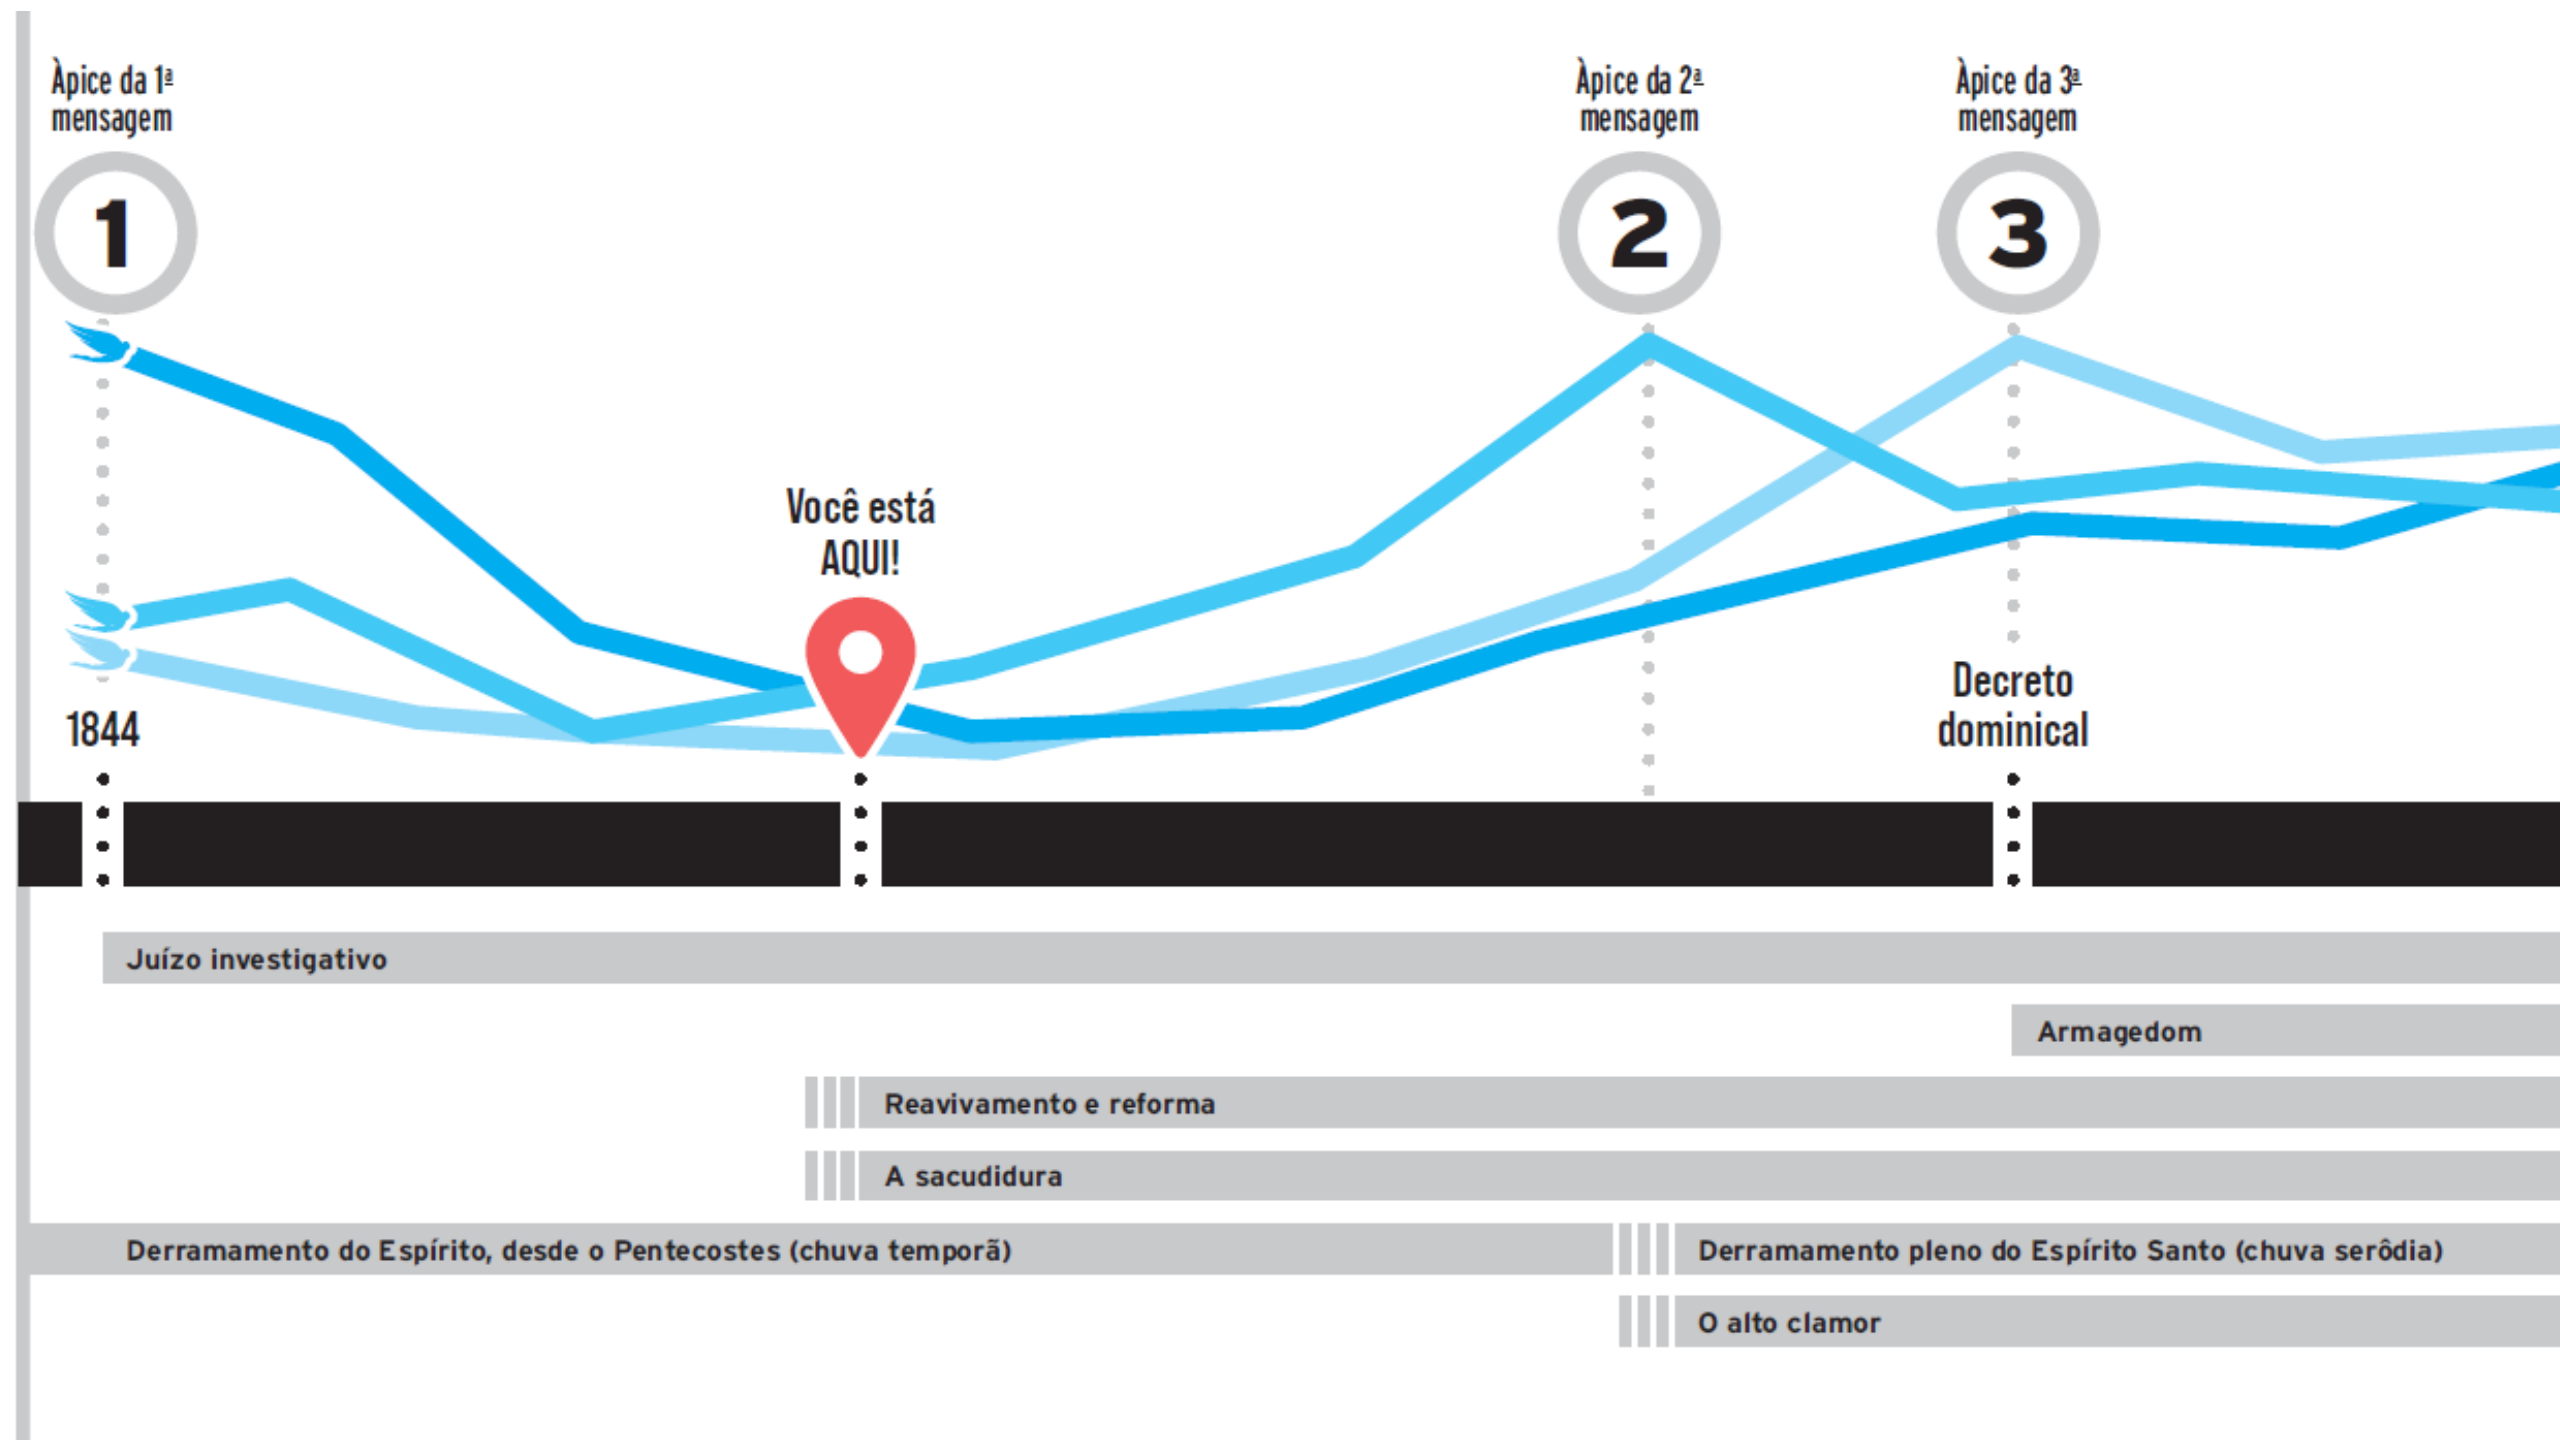 Àpice da 1ª
mensagem
1
Àpice da 2ª
mensagem
2
Àpice da 3ª
mensagem
3
Você está
AQUI!
1844
Decreto
dominical
Juízo investigativo
Armagedom
Reavivamento e reforma
A sacudidura
Derramamento do Espírito, desde o Pentecostes (chuva temporã)
Derramamento pleno do Espírito Santo (chuva serôdia)
O alto clamor